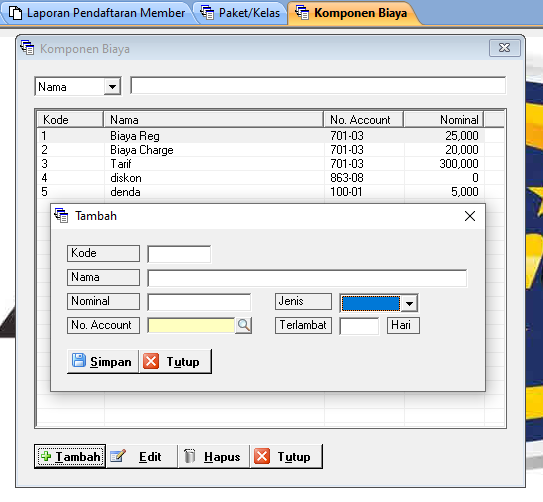 Laporan Pendaftaran Member Paket/Kelas Komponen Biaya
Komponen Biaya
Nama
Kode Nama No. Account Nominal
1 Biaya Reg 701-03 25,000
2 Biaya Charge 701-03 20,000
3 Tarif 701-03 300,000
4 diskon 863-08 0
5 denda 100-01 5,000
Tambah
Kode
Nama
Nominal Jenis
No. Account Terlambat Hari
Simpan Tutup
Tambah Edit Hapus Tutup